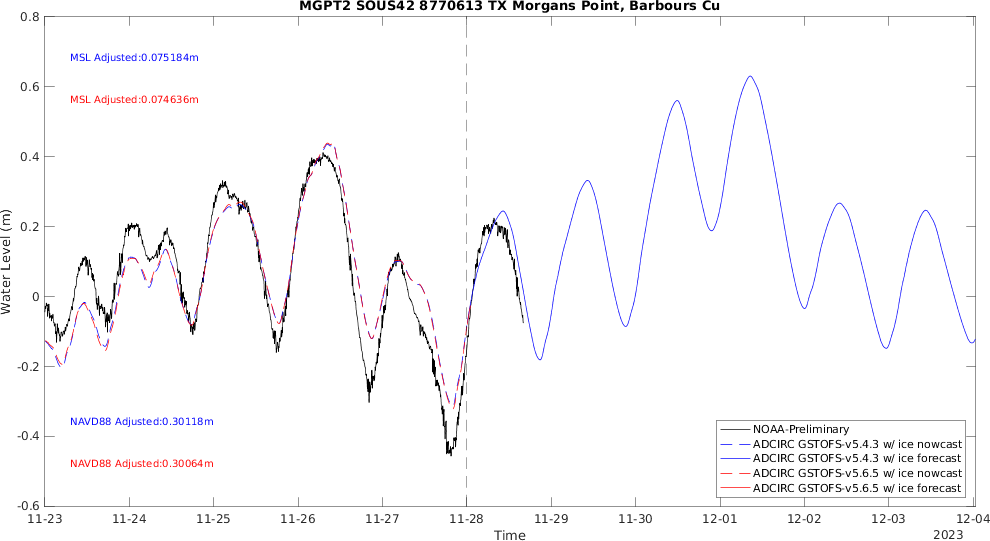 MGPT2 SOUS42 8770613 TX Morgans Point, Barbours Cu
0.8
0.6
0.4
0.2
0
-0.2
-0.4
-0.6
Water Level (m)
MSL Adjusted:0.075184m
MSL Adjusted:0.074636m
NAVD88 Adjusted:0.30118m
NAVD88 Adjusted:0.30064m
NOAA-Preliminary
ADCIRC GSTOFS-v5.4.3 w/ ice nowcast
ADCIRC GSTOFS-v5.4.3 w/ ice forecast
ADCIRC GSTOFS-v5.6.5 w/ ice nowcast
ADCIRC GSTOFS-v5.6.5 w/ ice forecast
11-23 11-24 11-25 11-26 11-27 11-28 11-29 11-30 12-01 12-02 12-03 12-04
Time
2023